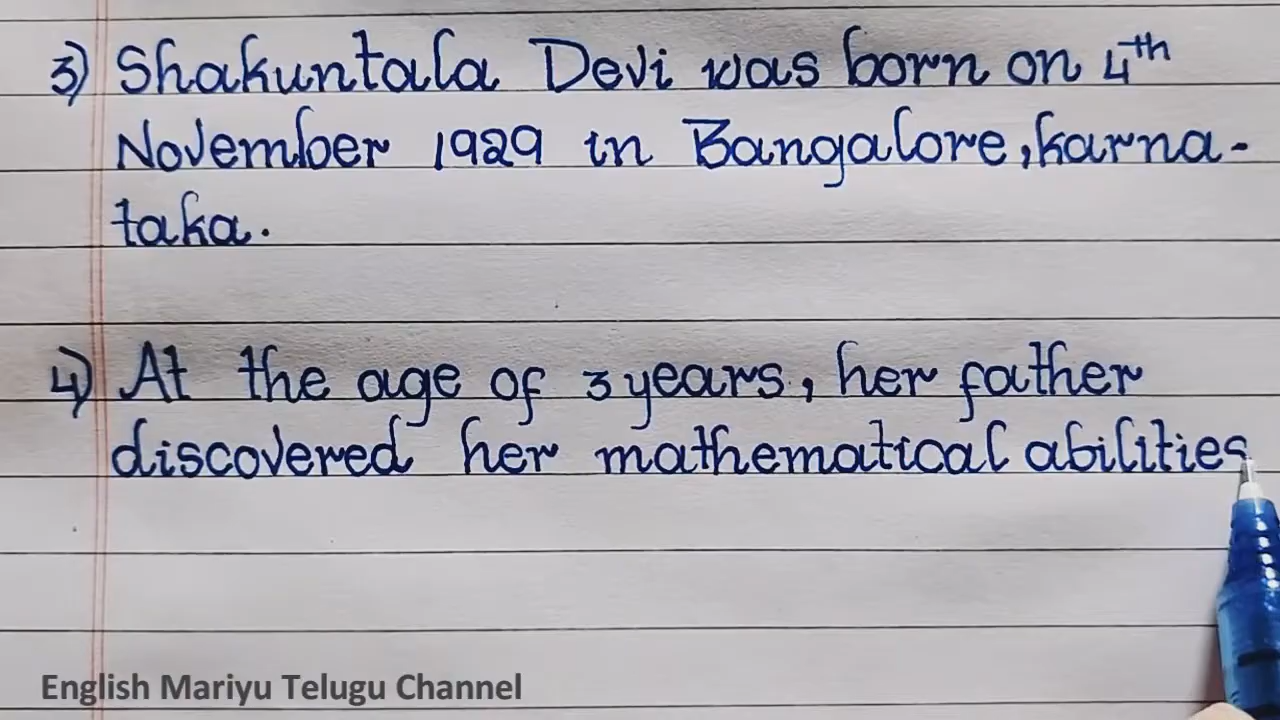 3) Shakuntala Devi was born on 4th
November 1929 in Bangalore, karna-
taka.
4) At the age of 3 years, her father
discovered her mathematical abilities
English Mariyu Telugu Channel